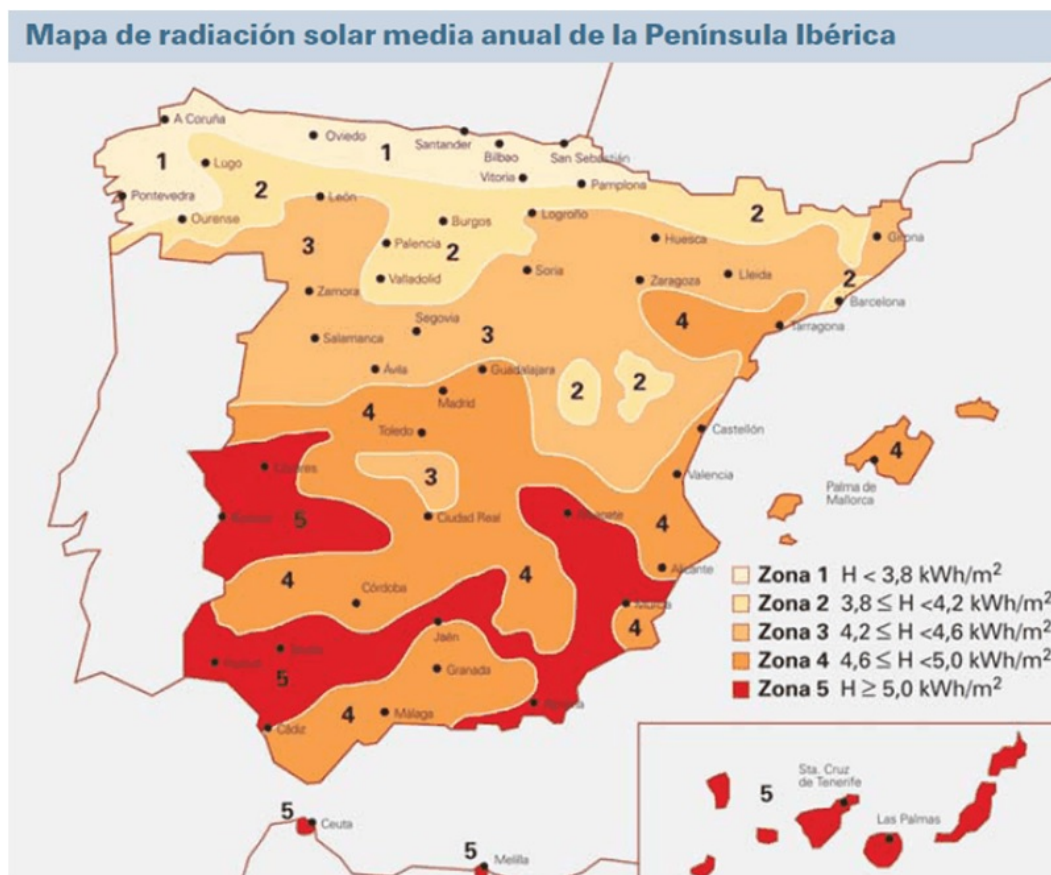 Mapa de radiación solar media anual de la Península Ibérica
A Coruña
Oviedo
Santander
Bilbao
San Sebastián
1
1
Lugo
Vitoria
Pamplona
Pontevedra
2
León
2
Ourense
Burgos
Logroño
Huesca
Girona
3
Palencia
2
Valladolid
Soria
Zaragoza
Lleida
2
Zamora
Barcelona
Segovia
4
Tarragona
Salamanca
3
Ávila
Guadalajara
2
2
Madrid
4
Toledo
Castellón
4
Cáceres
3
Valencia
Palma de
Mallorca
Ciudad Real
Albacete
5
4
4
4
Alicante
Córdoba
Murcia
4
Jaén
Sevilla
Granada
5
4
Málaga
Almería
Cádiz
Zona 1 H < 3,8 kWh/m²
Zona 2 3,8 ≤ H <4,2 kWh/m²
Zona 3 4,2 ≤ H <4,6 kWh/m²
Zona 4 4,6 ≤ H <5,0 kWh/m²
Zona 5 H ≥ 5,0 kWh/m²
5
Ceuta
5
Melilla
5
Sta. Cruz
de Tenerife
Las Palmas